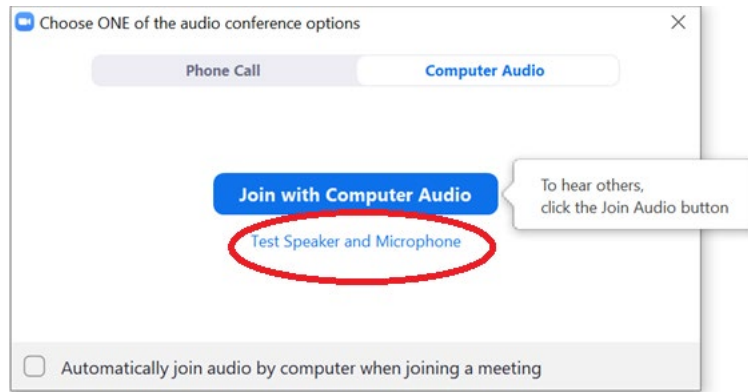 Choose ONE of the audio conference options
Phone Call
Computer Audio
Join with Computer Audio
To hear others,
click the Join Audio button
Test Speaker and Microphone
Automatically join audio by computer when joining a meeting